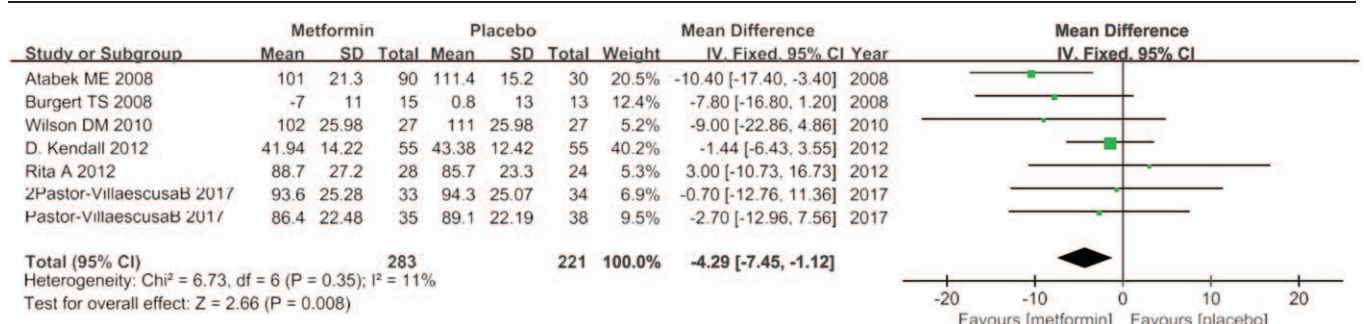 Metformin Placebo Mean Difference Mean Difference
Study or Subgroup Mean SD Total Mean SD Total Weight IV. Fixed. 95% CI Year IV. Fixed. 95% CI
Atabek ME 2008 101 21.3 90 111.4 15.2 30 20.5% -10.40 [-17.40, -3.40] 2008
Burgert TS 2008 -7 11 15 0.8 13 13 12.4% -7.80 [-16.80, 1.20] 2008
Wilson DM 2010 102 25.98 27 111 25.98 27 5.2% -9.00 [-22.86, 4.86] 2010
D. Kendall 2012 41.94 14.22 55 43.38 12.42 55 40.2% -1.44 [-6.43, 3.55] 2012
Rita A 2012 88.7 27.2 28 85.7 23.3 24 5.3% 3.00 [-10.73, 16.73] 2012
2Pastor-VillaescusaB 2017 93.6 25.28 33 94.3 25.07 34 6.9% -0.70 [-12.76, 11.36] 2017
Pastor-VillaescusaB 2017 86.4 22.48 35 89.1 22.19 38 9.5% -2.70 [-12.96, 7.56] 2017
Total (95% CI) 283 221 100.0% -4.29 [-7.45, -1.12]
Heterogeneity: Chi² = 6.73, df = 6 (P = 0.35); I² = 11%
Test for overall effect: Z = 2.66 (P = 0.008)
-20 -10 0 10 20
Favours [metformin] Favours [placebo]